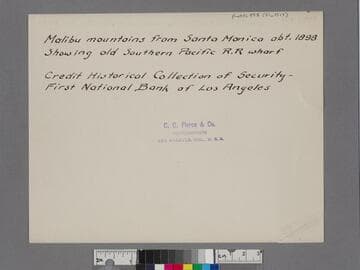 Malibu mountains from Santa Monica abt. 1898
Showing old Southern Pacific R.R wharf
Credit Historical Collection of Security-
First National Bank of Los Angeles
C. C. Pierce & Co.